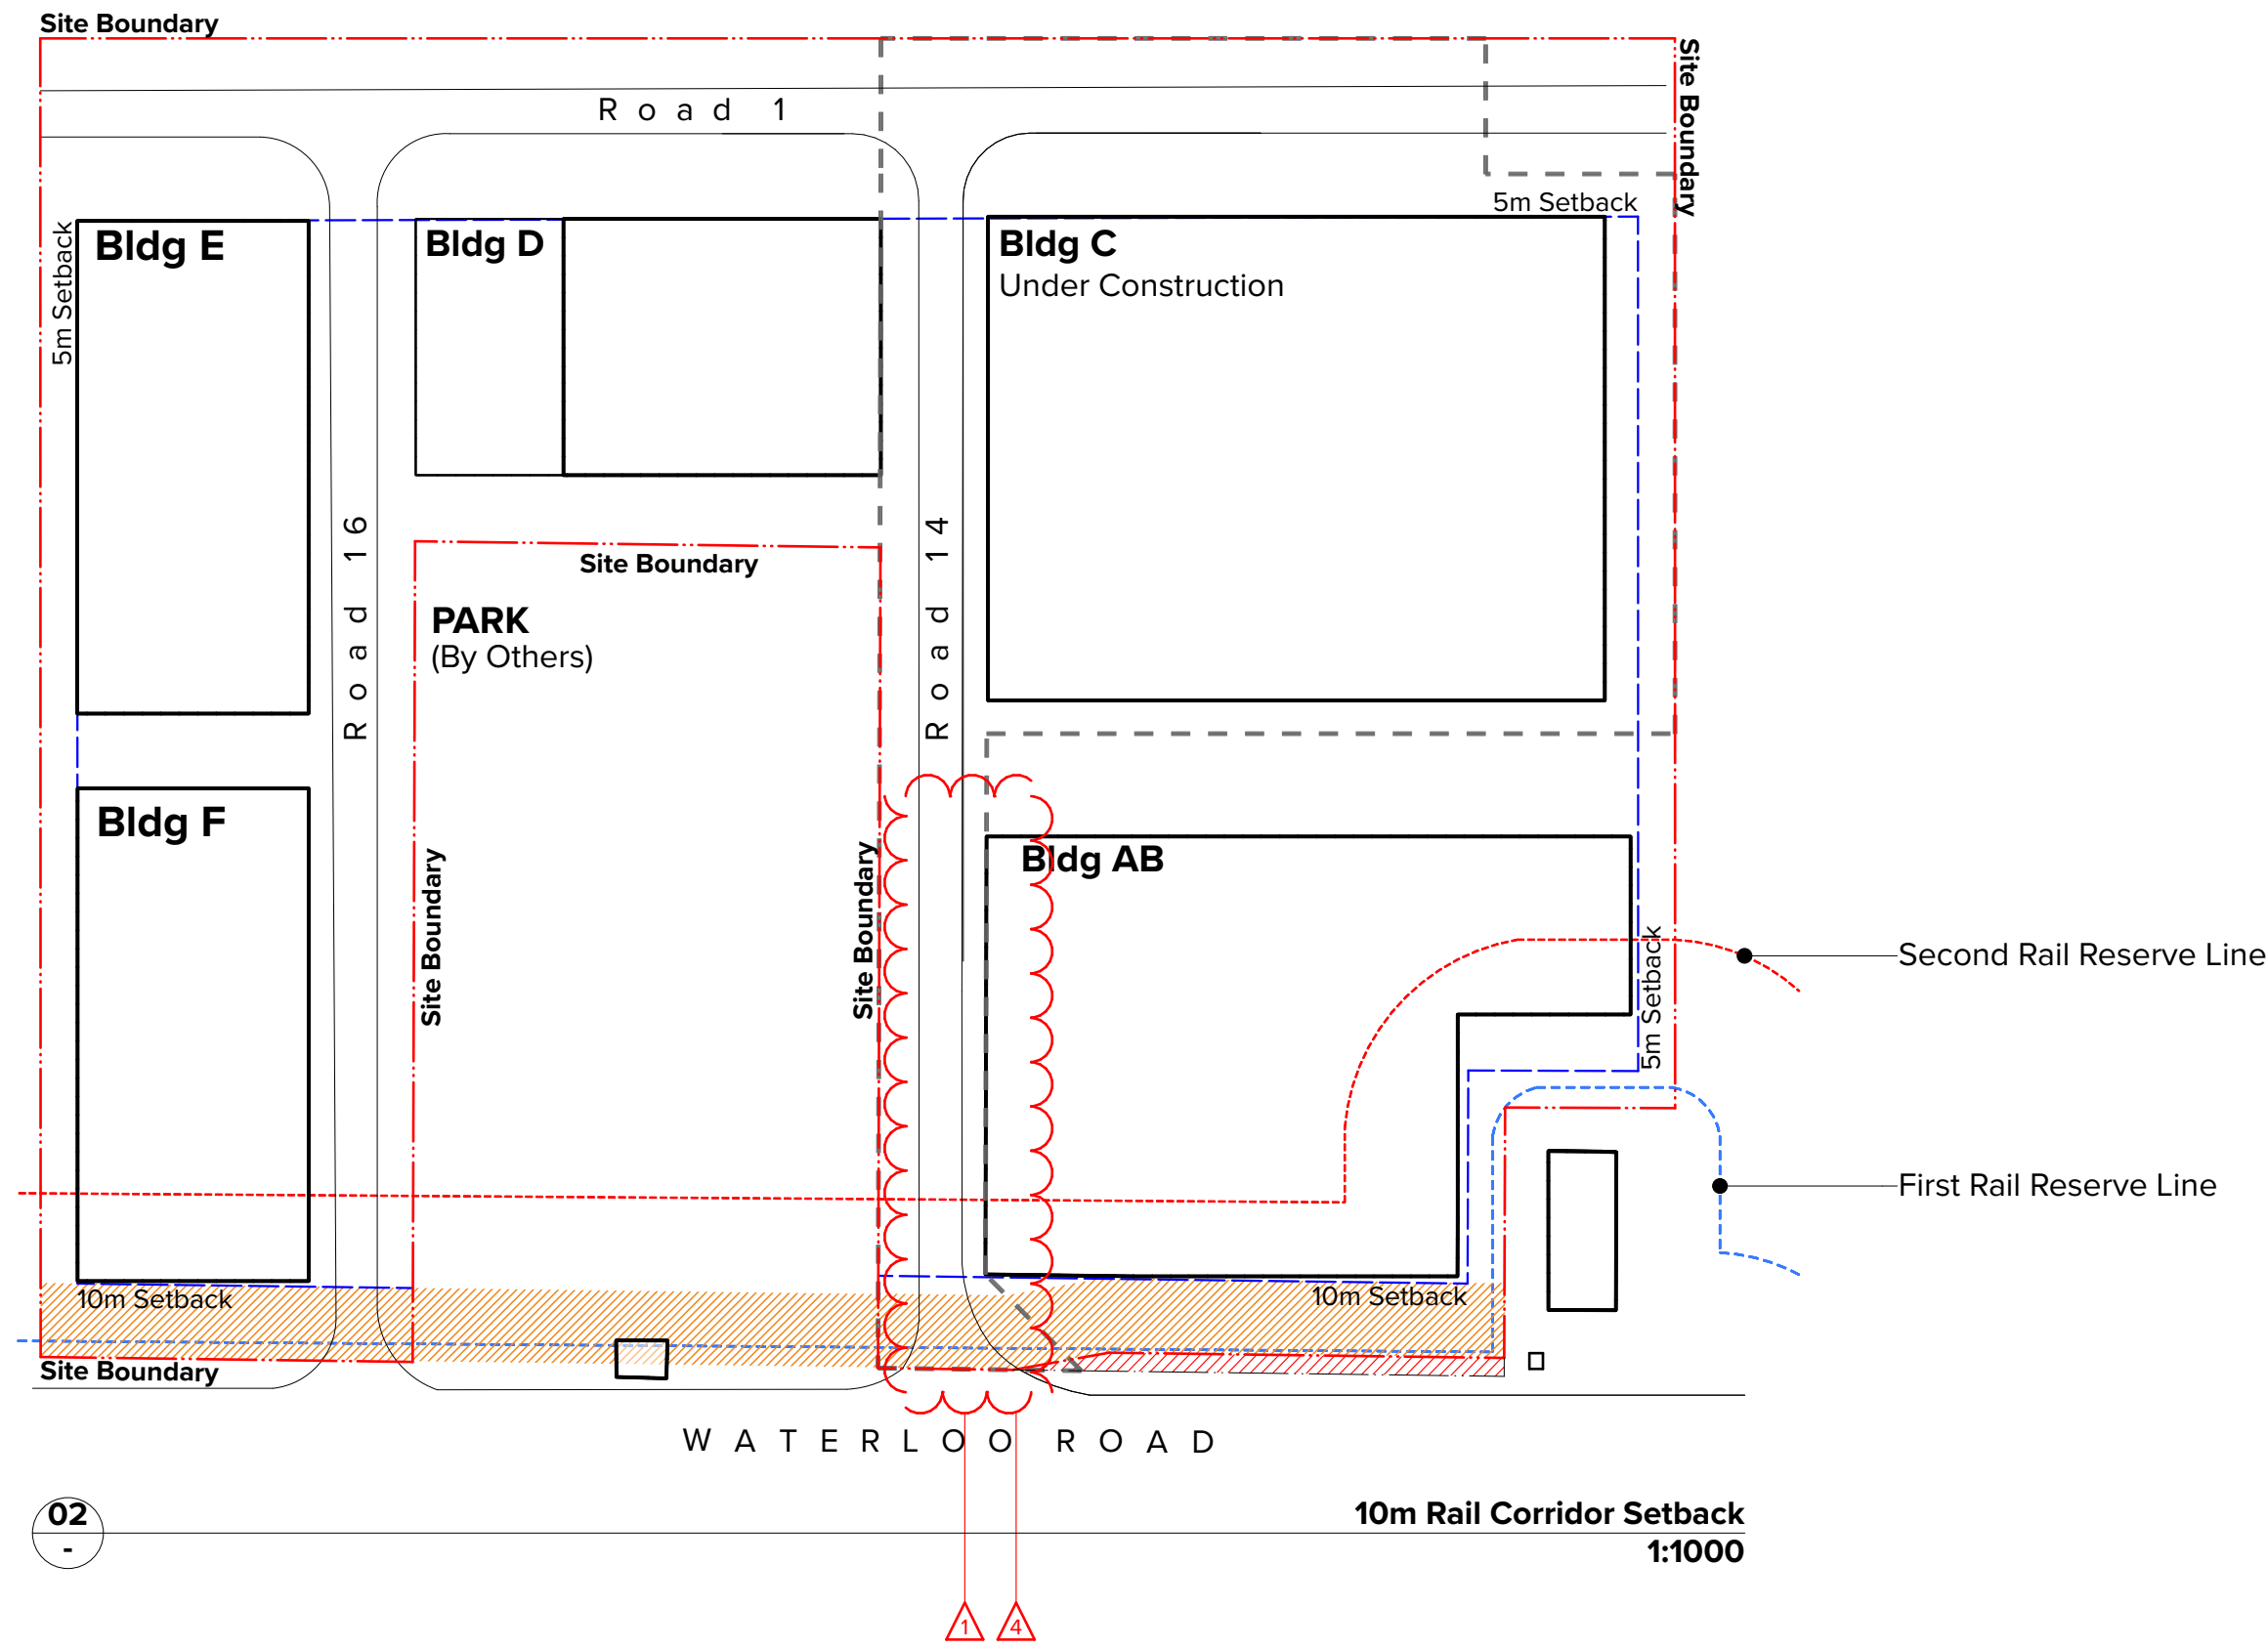 Site Boundary
Site Boundary
Road 1
5m Setback
5m Setback
Bldg E
Bldg D
Bldg C
Under Construction
Road 16
Road 14
Site Boundary
PARK
(By Others)
Bldg F
Bldg AB
Site Boundary
Site Boundary
5m Setback
Second Rail Reserve Line
First Rail Reserve Line
10m Setback
10m Setback
Site Boundary
WATERLOO ROAD
02
-
10m Rail Corridor Setback
1:1000
1
4